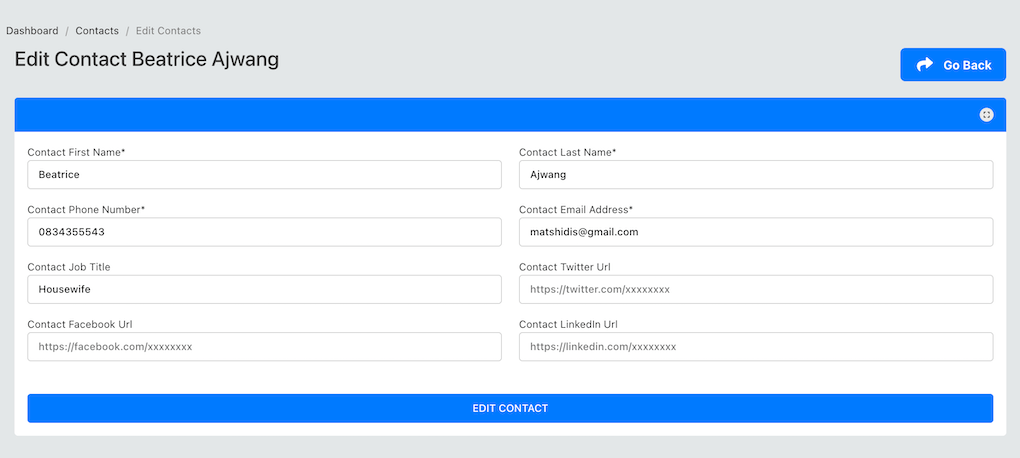 Dashboard / Contacts / Edit Contacts
Edit Contact Beatrice Ajwang
Go Back
Contact First Name*
Beatrice
Contact Last Name*
Ajwang
Contact Phone Number*
0834355543
Contact Email Address*
matshidis@gmail.com
Contact Job Title
Housewife
Contact Twitter Url
https://twitter.com/xxxxxxxx
Contact Facebook Url
https://facebook.com/xxxxxxxx
Contact LinkedIn Url
https://linkedin.com/xxxxxxxx
EDIT CONTACT